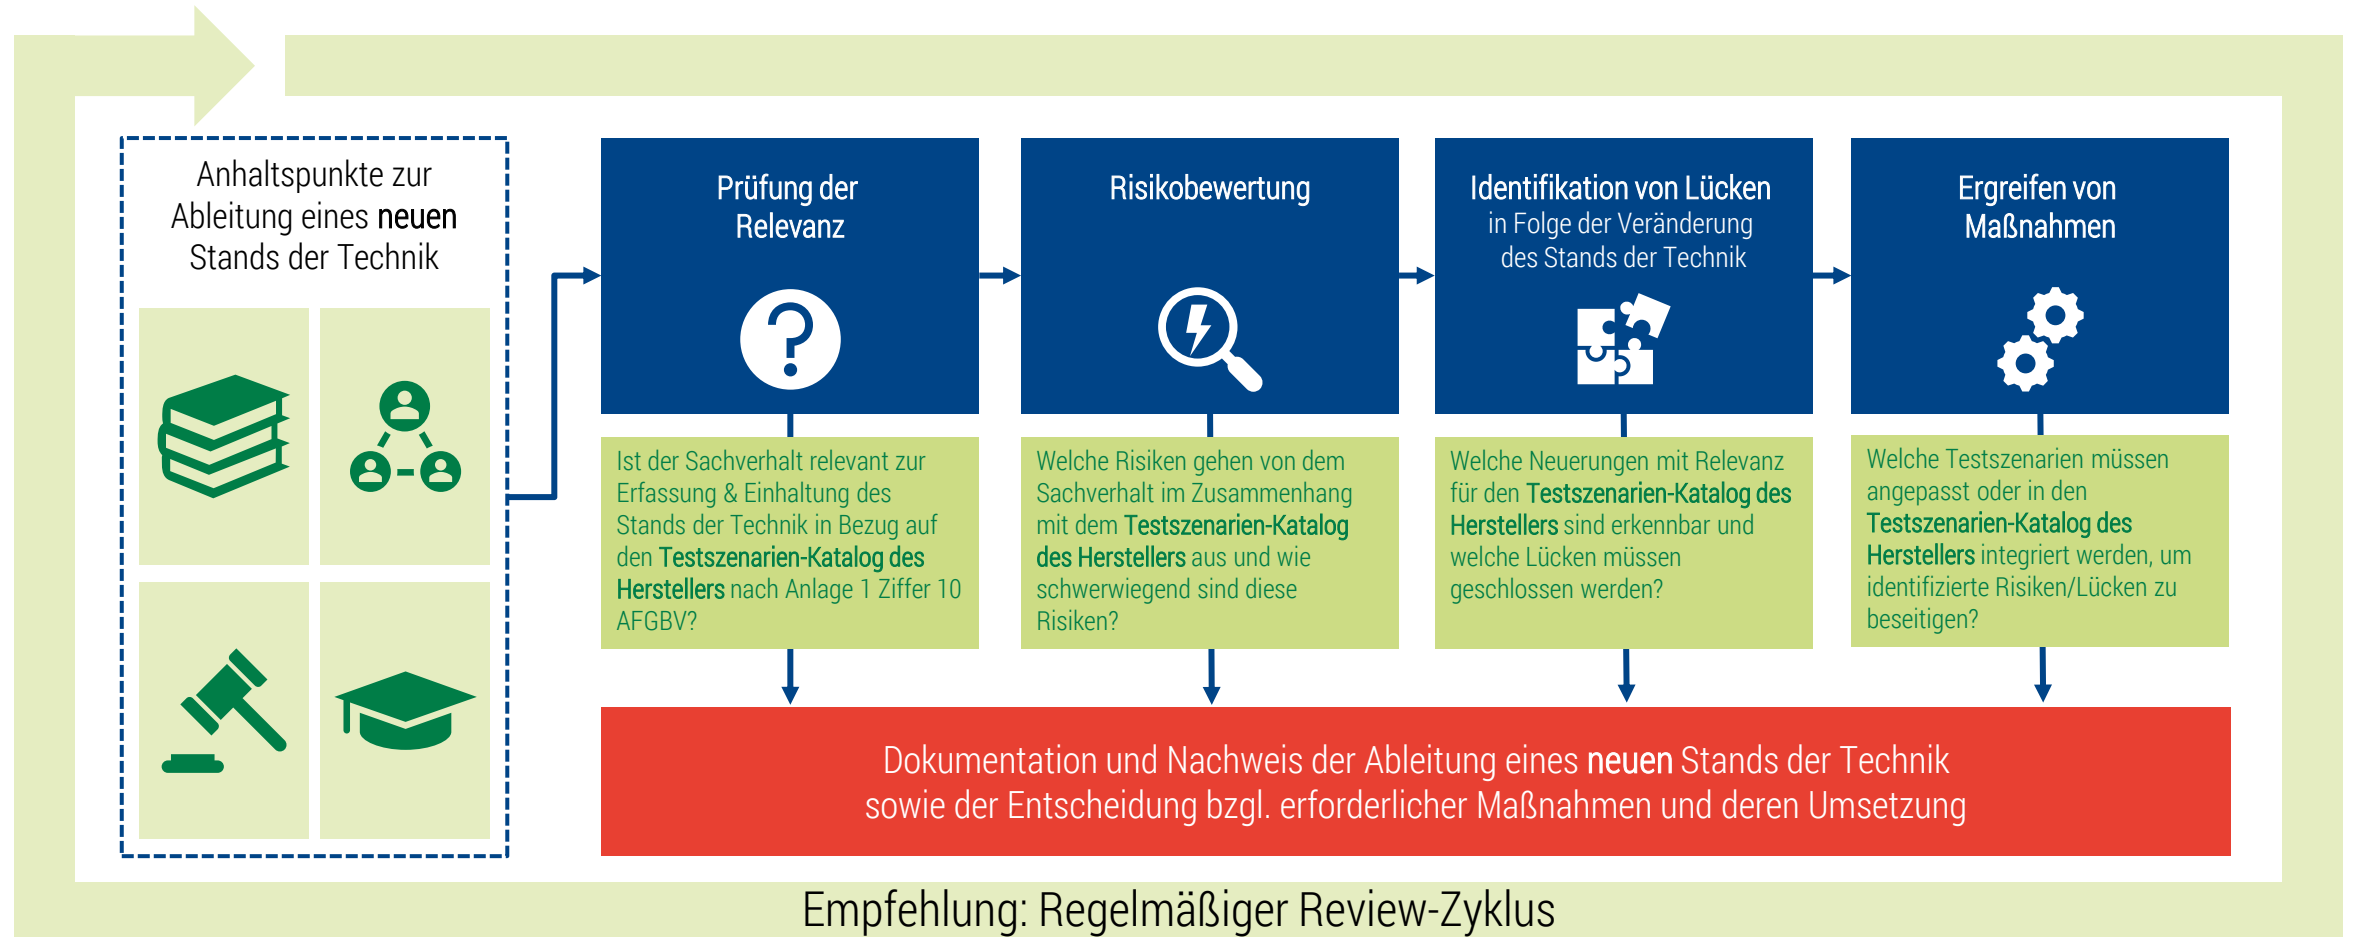 Anhaltspunkte zur
Ableitung eines neuen
Stands der Technik
Prüfung der
Relevanz
Risikobewertung
Identifikation von Lücken
in Folge der Veränderung
des Stands der Technik
Ergreifen von
Maßnahmen
Ist der Sachverhalt relevant zur
Erfassung & Einhaltung des
Stands der Technik in Bezug auf
den Testszenarien-Katalog des
Herstellers nach Anlage 1 Ziffer 10
AFGBV?
Welche Risiken gehen von dem
Sachverhalt im Zusammenhang
mit dem Testszenarien-Katalog
des Herstellers aus und wie
schwerwiegend sind diese
Risiken?
Welche Neuerungen mit Relevanz
für den Testszenarien-Katalog des
Herstellers sind erkennbar und
welche Lücken müssen
geschlossen werden?
Welche Testszenarien müssen
angepasst oder in den
Testszenarien-Katalog des
Herstellers integriert werden, um
identifizierte Risiken/Lücken zu
beseitigen?
Dokumentation und Nachweis der Ableitung eines neuen Stands der Technik
sowie der Entscheidung bzgl. erforderlicher Maßnahmen und deren Umsetzung
Empfehlung: Regelmäßiger Review-Zyklus